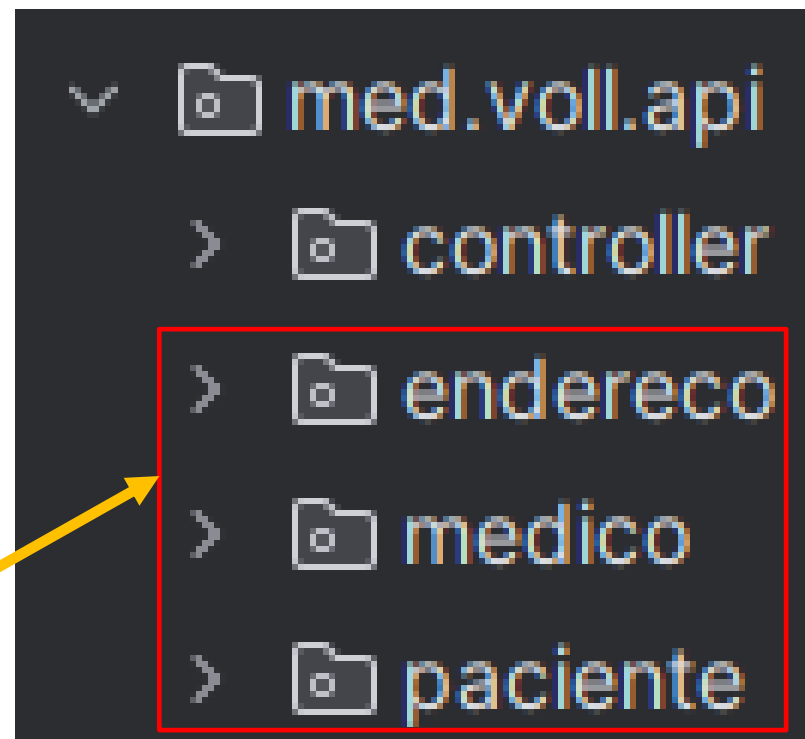 med.voll.api
controller
endereco
medico
paciente